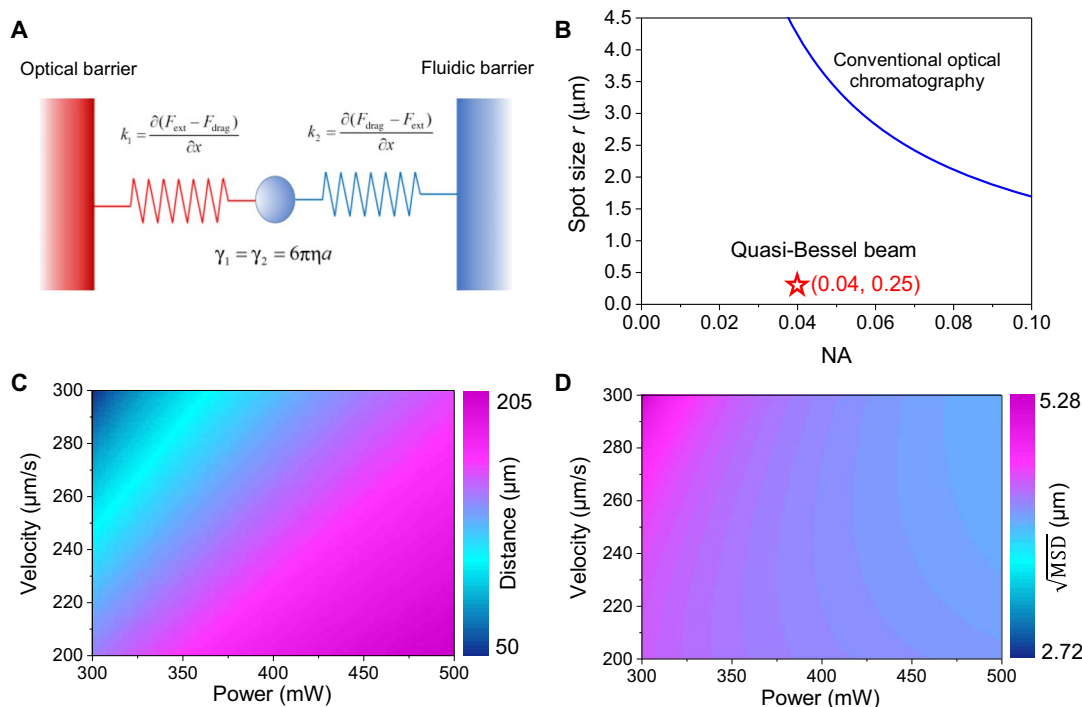 A
Optical barrier
Fluidic barrier
k₁ = ∂(F_ext − F_drag) / ∂x
k₂ = ∂(F_drag − F_ext) / ∂x
γ₁ = γ₂ = 6πηa
B
Spot size r (μm)
4.5
4.0
3.5
3.0
2.5
2.0
1.5
1.0
0.5
0.0
Conventional optical
chromatography
Quasi-Bessel beam
(0.04, 0.25)
0.00 0.02 0.04 0.06 0.08 0.10
NA
C
Velocity (μm/s)
300
280
260
240
220
200
300 350 400 450 500
Power (mW)
205
Distance (μm)
50
D
Velocity (μm/s)
300
280
260
240
220
200
300 350 400 450 500
Power (mW)
5.28
√MSD (μm)
2.72